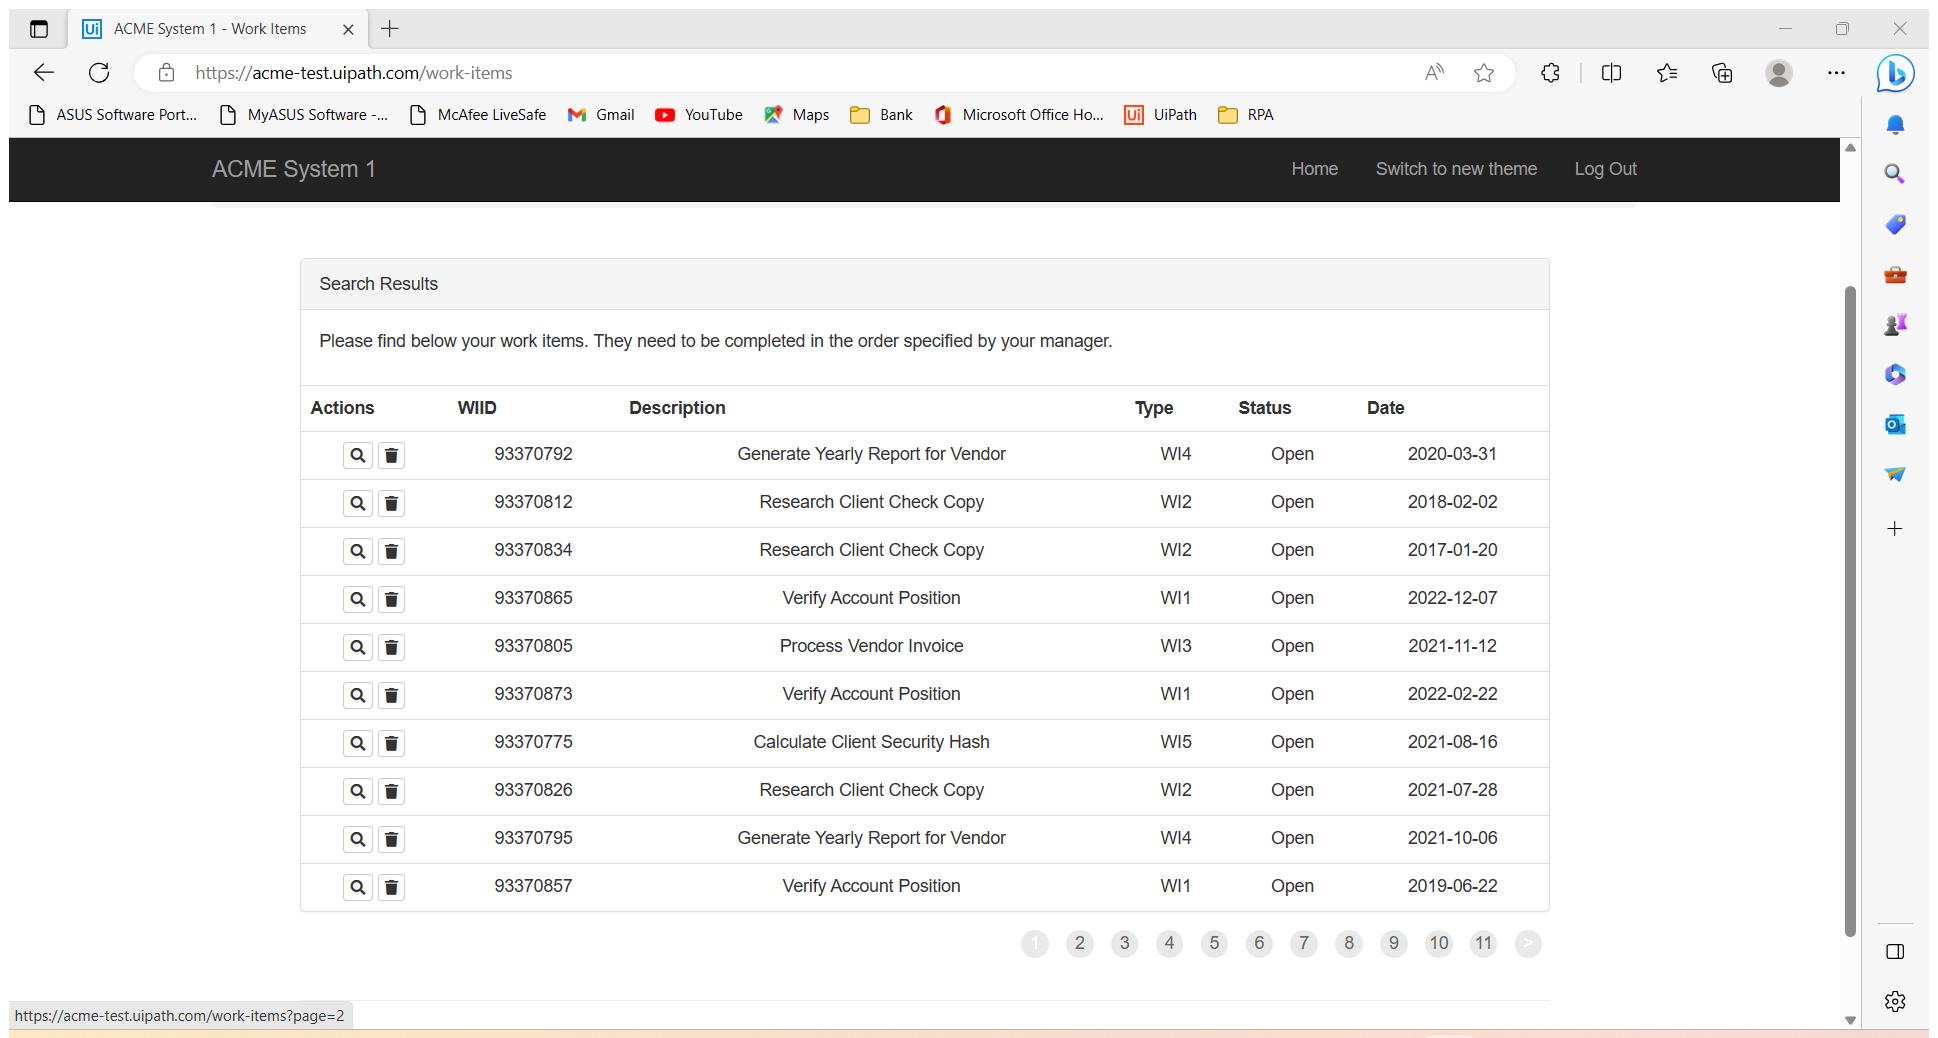 Ui ACME System 1 - Work Items
https://acme-test.uipath.com/work-items
ASUS Software Port... MyASUS Software -... McAfee LiveSafe Gmail YouTube Maps Bank Microsoft Office Ho... Ui UiPath RPA
ACME System 1 Home Switch to new theme Log Out
Search Results
Please find below your work items. They need to be completed in the order specified by your manager.
Actions WIID Description Type Status Date
93370792 Generate Yearly Report for Vendor WI4 Open 2020-03-31
93370812 Research Client Check Copy WI2 Open 2018-02-02
93370834 Research Client Check Copy WI2 Open 2017-01-20
93370865 Verify Account Position WI1 Open 2022-12-07
93370805 Process Vendor Invoice WI3 Open 2021-11-12
93370873 Verify Account Position WI1 Open 2022-02-22
93370775 Calculate Client Security Hash WI5 Open 2021-08-16
93370826 Research Client Check Copy WI2 Open 2021-07-28
93370795 Generate Yearly Report for Vendor WI4 Open 2021-10-06
93370857 Verify Account Position WI1 Open 2019-06-22
1 2 3 4 5 6 7 8 9 10 11 >
https://acme-test.uipath.com/work-items?page=2